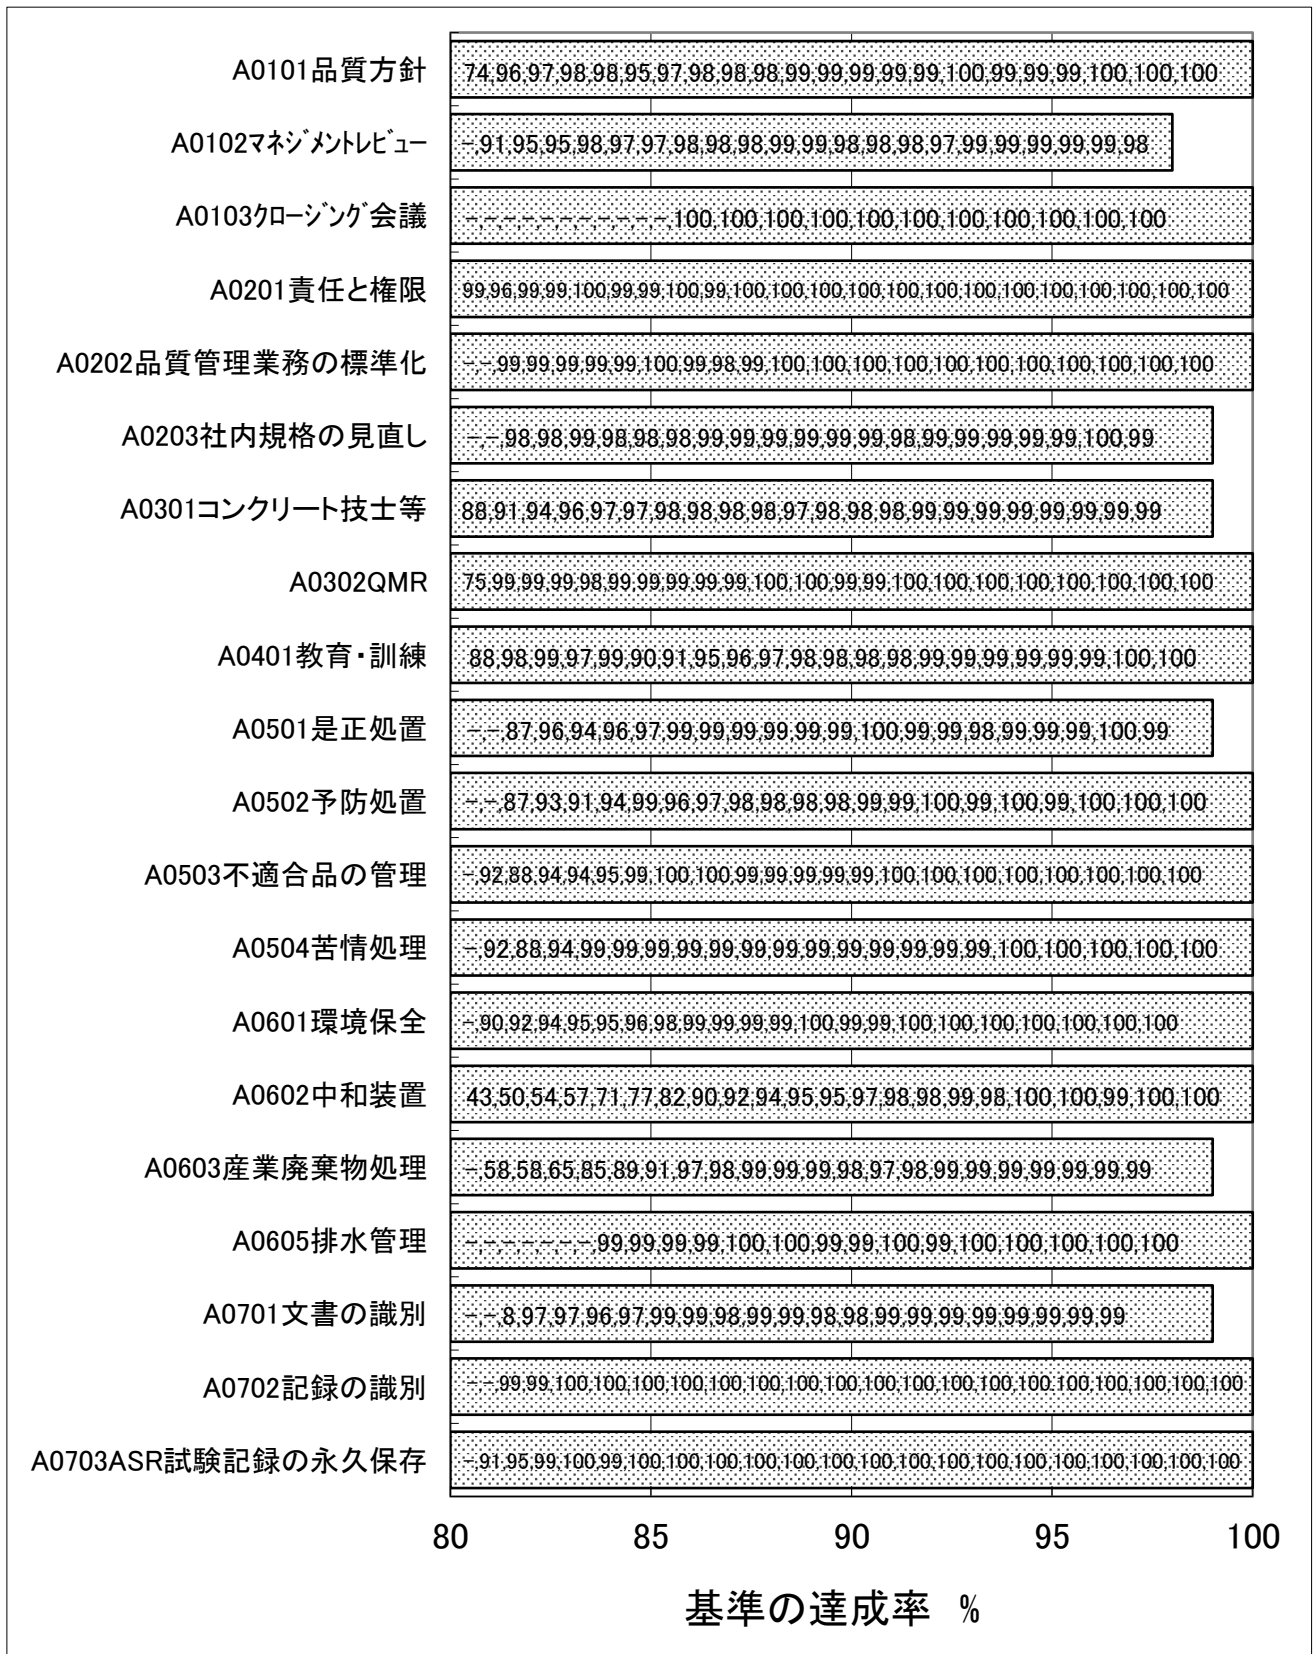 A0101品質方針 74,96,97,98,98,95,97,98,98,98,99,99,99,99,99,100,99,99,99,100,100,100
A0102マネジメントレビュー -,91,95,95,98,97,97,98,98,98,99,99,98,98,98,97,99,99,99,99,99,98
A0103クロージング会議 -,-,-,-,-,-,-,-,-,-,-,100,100,100,100,100,100,100,100,100,100,100
A0201責任と権限 99,96,99,99,100,99,99,100,99,100,100,100,100,100,100,100,100,100,100,100,100,100
A0202品質管理業務の標準化 -,-,99,99,99,99,99,100,99,98,99,100,100,100,100,100,100,100,100,100,100,100
A0203社内規格の見直し -,-,98,98,99,98,98,98,99,99,99,99,99,99,98,99,99,99,99,99,100,99
A0301コンクリート技士等 88,91,94,96,97,97,98,98,98,98,97,98,98,98,99,99,99,99,99,99,99,99
A0302QMR 75,99,99,99,98,99,99,99,99,99,100,100,99,99,100,100,100,100,100,100,100,100
A0401教育・訓練 88,98,99,97,99,90,91,95,96,97,98,98,98,98,99,99,99,99,99,99,100,100
A0501是正処置 -,-,87,96,94,96,97,99,99,99,99,99,99,100,99,99,98,99,99,99,100,99
A0502予防処置 -,-,87,93,91,94,99,96,97,98,98,98,98,99,99,100,99,100,99,100,100,100
A0503不適合品の管理 -,92,88,94,94,95,99,100,100,99,99,99,99,99,100,100,100,100,100,100,100,100
A0504苦情処理 -,92,88,94,99,99,99,99,99,99,99,99,99,99,99,99,99,100,100,100,100,100
A0601環境保全 -,90,92,94,95,95,96,98,99,99,99,99,100,99,99,100,100,100,100,100,100,100
A0602中和装置 43,50,54,57,71,77,82,90,92,94,95,95,97,98,98,99,98,100,100,99,100,100
A0603産業廃棄物処理 -,58,58,65,85,89,91,97,98,99,99,99,98,97,98,99,99,99,99,99,99,99
A0605排水管理 -,-,-,-,-,-,-,99,99,99,99,100,100,99,99,100,99,100,100,100,100,100
A0701文書の識別 -,-,8,97,97,96,97,99,99,98,99,99,98,98,99,99,99,99,99,99,99,99
A0702記録の識別 -,-,99,99,100,100,100,100,100,100,100,100,100,100,100,100,100,100,100,100,100,100
A0703ASR試験記録の永久保存 -,91,95,99,100,99,100,100,100,100,100,100,100,100,100,100,100,100,100,100,100,100
80 85 90 95 100
基準の達成率 %